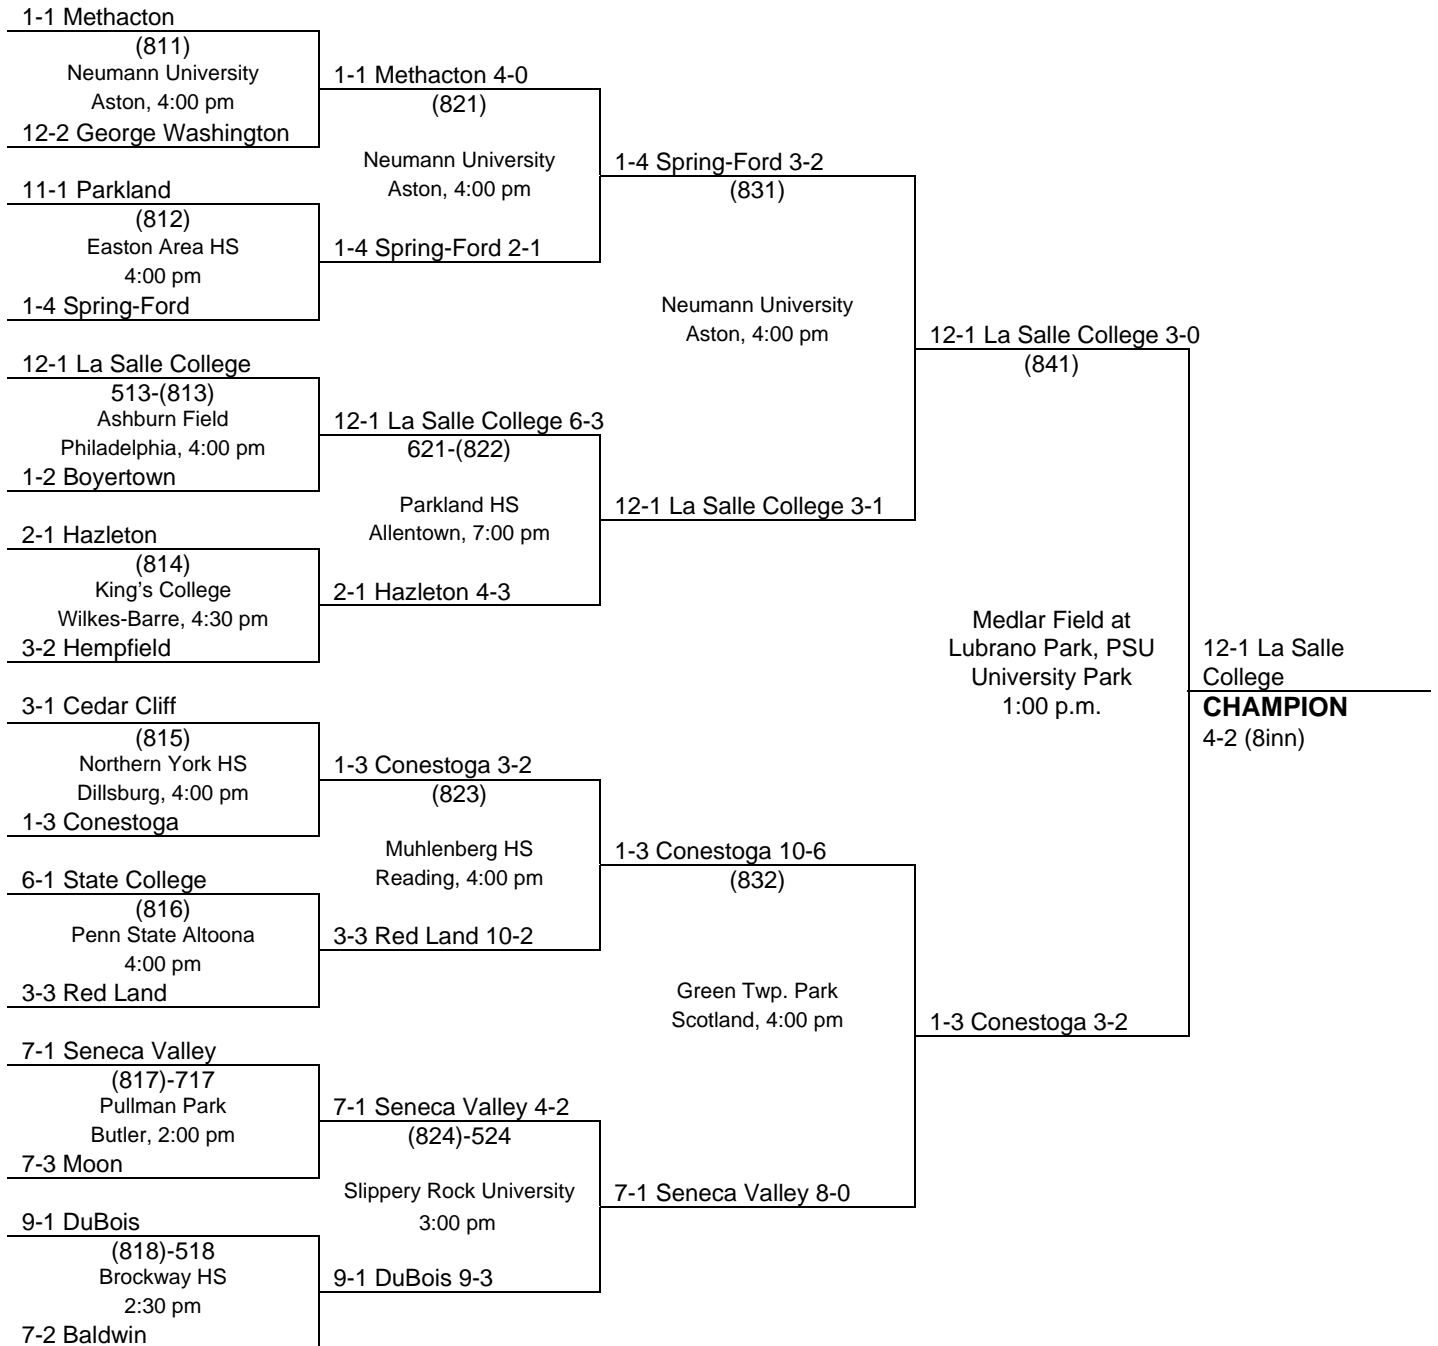 1-1 Methacton
(811)
Neumann University
Aston, 4:00 pm
12-2 George Washington
11-1 Parkland
(812)
Easton Area HS
4:00 pm
1-4 Spring-Ford
12-1 La Salle College
513-(813)
Ashburn Field
Philadelphia, 4:00 pm
1-2 Boyertown
2-1 Hazleton
(814)
King’s College
Wilkes-Barre, 4:30 pm
3-2 Hempfield
3-1 Cedar Cliff
(815)
Northern York HS
Dillsburg, 4:00 pm
1-3 Conestoga
6-1 State College
(816)
Penn State Altoona
4:00 pm
3-3 Red Land
7-1 Seneca Valley
(817)-717
Pullman Park
Butler, 2:00 pm
7-3 Moon
9-1 DuBois
(818)-518
Brockway HS
2:30 pm
7-2 Baldwin
1-1 Methacton 4-0
(821)
Neumann University
Aston, 4:00 pm
1-4 Spring-Ford 2-1
12-1 La Salle College 6-3
621-(822)
Parkland HS
Allentown, 7:00 pm
2-1 Hazleton 4-3
1-3 Conestoga 3-2
(823)
Muhlenberg HS
Reading, 4:00 pm
3-3 Red Land 10-2
7-1 Seneca Valley 4-2
(824)-524
Slippery Rock University
3:00 pm
9-1 DuBois 9-3
1-4 Spring-Ford 3-2
(831)
Neumann University
Aston, 4:00 pm
12-1 La Salle College 3-1
1-3 Conestoga 10-6
(832)
Green Twp. Park
Scotland, 4:00 pm
7-1 Seneca Valley 8-0
12-1 La Salle College 3-0
(841)
Medlar Field at
Lubrano Park, PSU
University Park
1:00 p.m.
1-3 Conestoga 3-2
12-1 La Salle
College
CHAMPION
4-2 (8inn)